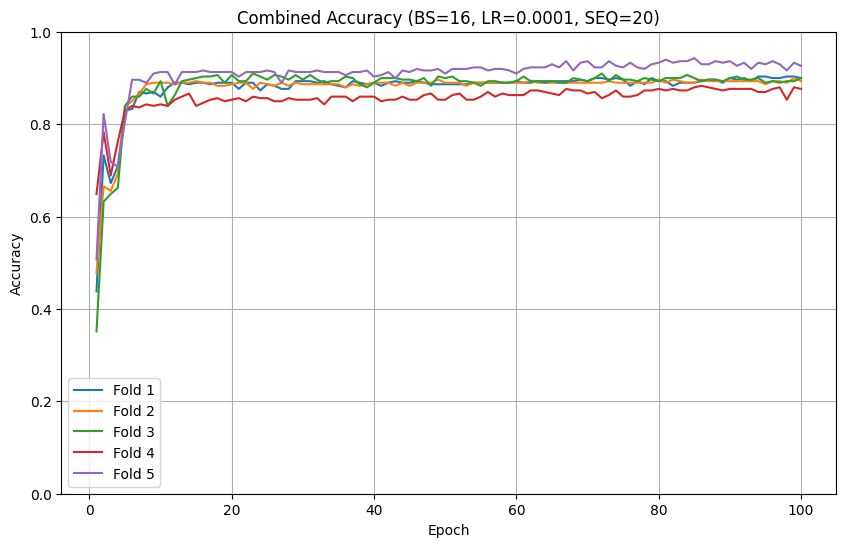 Combined Accuracy (BS=16, LR=0.0001, SEQ=20)
1.0
0.8
0.6
0.4
0.2
0.0
Accuracy
Fold 1
Fold 2
Fold 3
Fold 4
Fold 5
0 20 40 60 80 100
Epoch